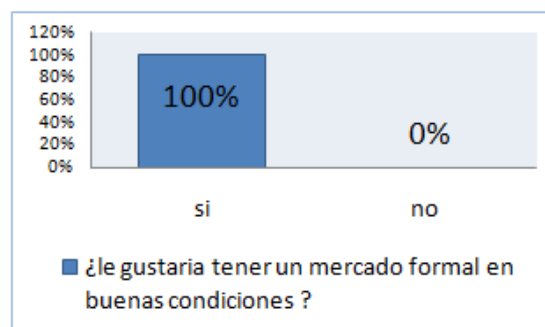 120%
100%
80%
60%
40%
20%
0%
100%
0%
si
no
¿le gustaria tener un mercado formal en
buenas condiciones ?